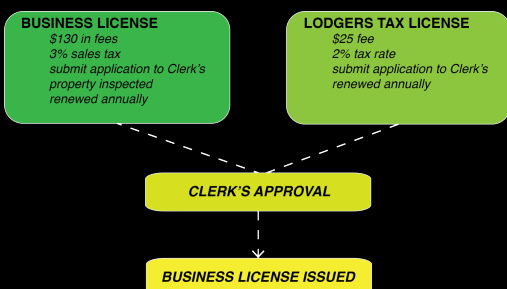 BUSINESS LICENSE
$130 in fees
3% sales tax
submit application to Clerk's
property inspected
renewed annually
LODGERS TAX LICENSE
$25 fee
2% tax rate
submit application to Clerk's
renewed annually
CLERK'S APPROVAL
BUSINESS LICENSE ISSUED